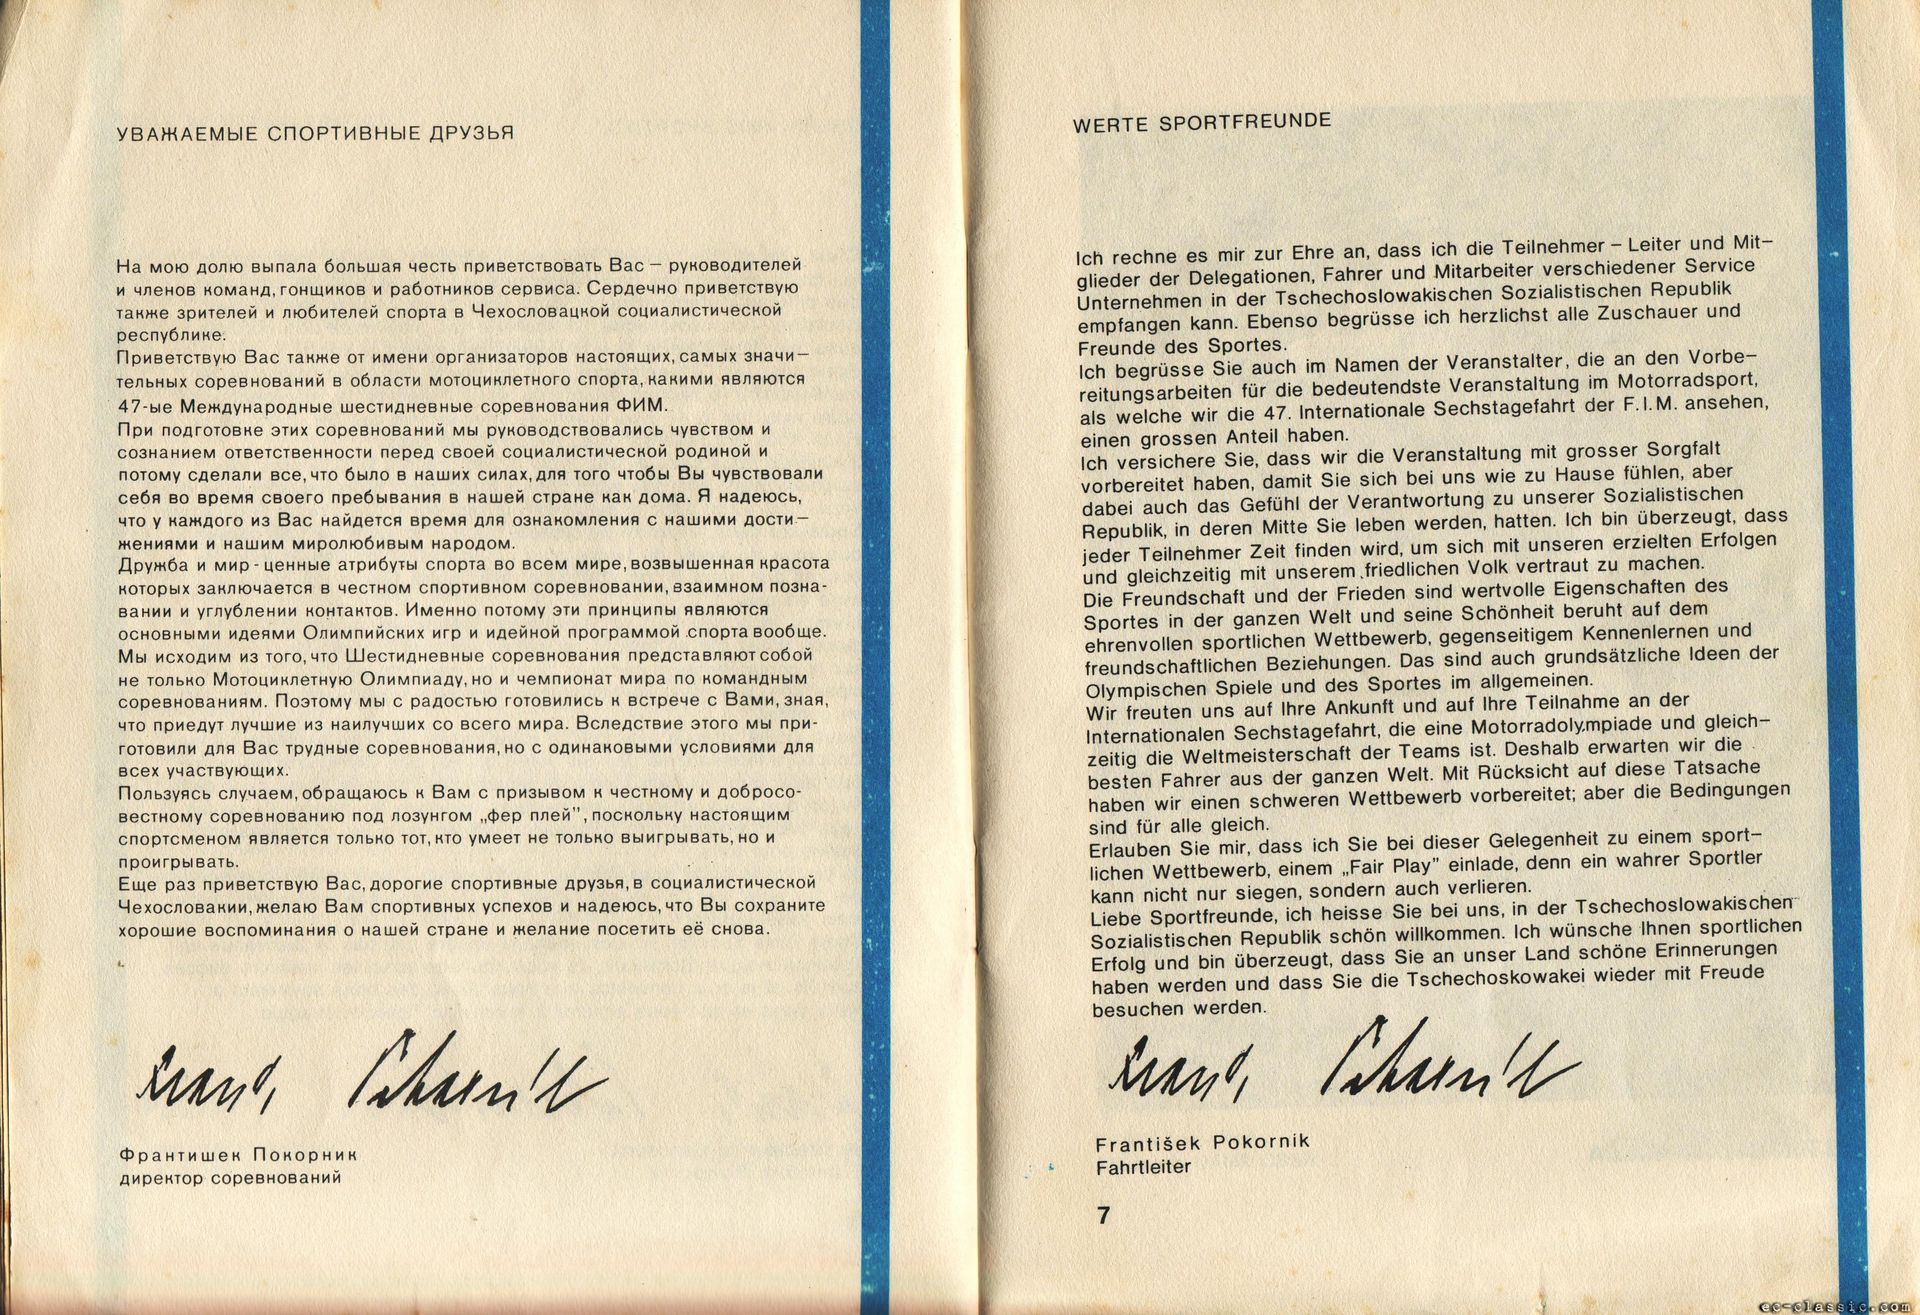 УВАЖАЕМЫЕ СПОРТИВНЫЕ ДРУЗЬЯ
На мою долю выпала большая честь приветствовать Вас – руководителей
и членов команд, гонщиков и работников сервиса. Сердечно приветствую
также зрителей и любителей спорта в Чехословацкой социалистической
республике.
Приветствую Вас также от имени организаторов настоящих, самых значи–
тельных соревнований в области мотоциклетного спорта, какими являются
47-ые Международные шестидневные соревнования ФИМ.
При подготовке этих соревнований мы руководствовались чувством и
сознанием ответственности перед своей социалистической родиной и
потому сделали все, что было в наших силах, для того чтобы Вы чувствовали
себя во время своего пребывания в нашей стране как дома. Я надеюсь,
что у каждого из Вас найдется время для ознакомления с нашими дости–
жениями и нашим миролюбивым народом.
Дружба и мир - ценные атрибуты спорта во всем мире, возвышенная красота
которых заключается в честном спортивном соревновании, взаимном позна-
вании и углублении контактов. Именно потому эти принципы являются
основными идеями Олимпийских игр и идейной программой спорта вообще.
Мы исходим из того, что Шестидневные соревнования представляют собой
не только Мотоциклетную Олимпиаду, но и чемпионат мира по командным
соревнованиям. Поэтому мы с радостью готовились к встрече с Вами, зная,
что приедут лучшие из наилучших со всего мира. Вследствие этого мы при-
готовили для Вас трудные соревнования, но с одинаковыми условиями для
всех участвующих.
Пользуясь случаем, обращаюсь к Вам с призывом к честному и добросо-
вестному соревнованию под лозунгом „фер плей”, поскольку настоящим
спортсменом является только тот, кто умеет не только выигрывать, но и
проигрывать.
Еще раз приветствую Вас, дорогие спортивные друзья, в социалистической
Чехословакии, желаю Вам спортивных успехов и надеюсь, что Вы сохраните
хорошие воспоминания о нашей стране и желание посетить её снова.
Франтишек Покорник
директор соревнований
WERTE SPORTFREUNDE
Ich rechne es mir zur Ehre an, dass ich die Teilnehmer – Leiter und Mit–
glieder der Delegationen, Fahrer und Mitarbeiter verschiedener Service
Unternehmen in der Tschechoslowakischen Sozialistischen Republik
empfangen kann. Ebenso begrüsse ich herzlichst alle Zuschauer und
Freunde des Sportes.
Ich begrüsse Sie auch im Namen der Veranstalter, die an den Vorbe–
reitungsarbeiten für die bedeutendste Veranstaltung im Motorradsport,
als welche wir die 47. Internationale Sechstagefahrt der F.I.M. ansehen,
einen grossen Anteil haben.
Ich versichere Sie, dass wir die Veranstaltung mit grosser Sorgfalt
vorbereitet haben, damit Sie sich bei uns wie zu Hause fühlen, aber
dabei auch das Gefühl der Verantwortung zu unserer Sozialistischen
Republik, in deren Mitte Sie leben werden, hatten. Ich bin überzeugt, dass
jeder Teilnehmer Zeit finden wird, um sich mit unseren erzielten Erfolgen
und gleichzeitig mit unserem friedlichen Volk vertraut zu machen.
Die Freundschaft und der Frieden sind wertvolle Eigenschaften des
Sportes in der ganzen Welt und seine Schönheit beruht auf dem
ehrenvollen sportlichen Wettbewerb, gegenseitigem Kennenlernen und
freundschaftlichen Beziehungen. Das sind auch grundsätzliche Ideen der
Olympischen Spiele und des Sportes im allgemeinen.
Wir freuten uns auf Ihre Ankunft und auf Ihre Teilnahme an der
Internationalen Sechstagefahrt, die eine Motorradolympiade und gleich–
zeitig die Weltmeisterschaft der Teams ist. Deshalb erwarten wir die
besten Fahrer aus der ganzen Welt. Mit Rücksicht auf diese Tatsache
haben wir einen schweren Wettbewerb vorbereitet; aber die Bedingungen
sind für alle gleich.
Erlauben Sie mir, dass ich Sie bei dieser Gelegenheit zu einem sport–
lichen Wettbewerb, einem „Fair Play” einlade, denn ein wahrer Sportler
kann nicht nur siegen, sondern auch verlieren.
Liebe Sportfreunde, ich heisse Sie bei uns, in der Tschechoslowakischen
Sozialistischen Republik schön willkommen. Ich wünsche Ihnen sportlichen
Erfolg und bin überzeugt, dass Sie an unser Land schöne Erinnerungen
haben werden und dass Sie die Tschechoskowakei wieder mit Freude
besuchen werden.
František Pokornik
Fahrtleiter
7
ec-classic.com